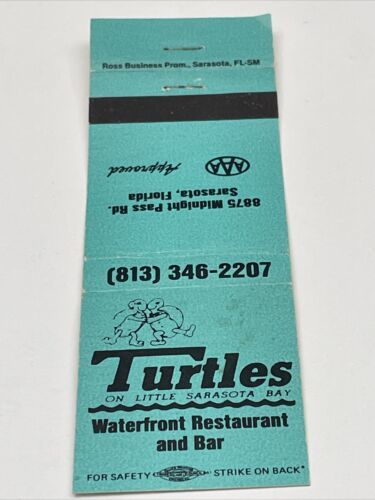 Ross Business Prom., Sarasota, FL-SM
AAA
Approved
8875 Midnight Pass Rd.
Sarasota, Florida
(813) 346-2207
Turtles
ON LITTLE SARASOTA BAY
Waterfront Restaurant
and Bar
FOR SAFETY STRIKE ON BACK